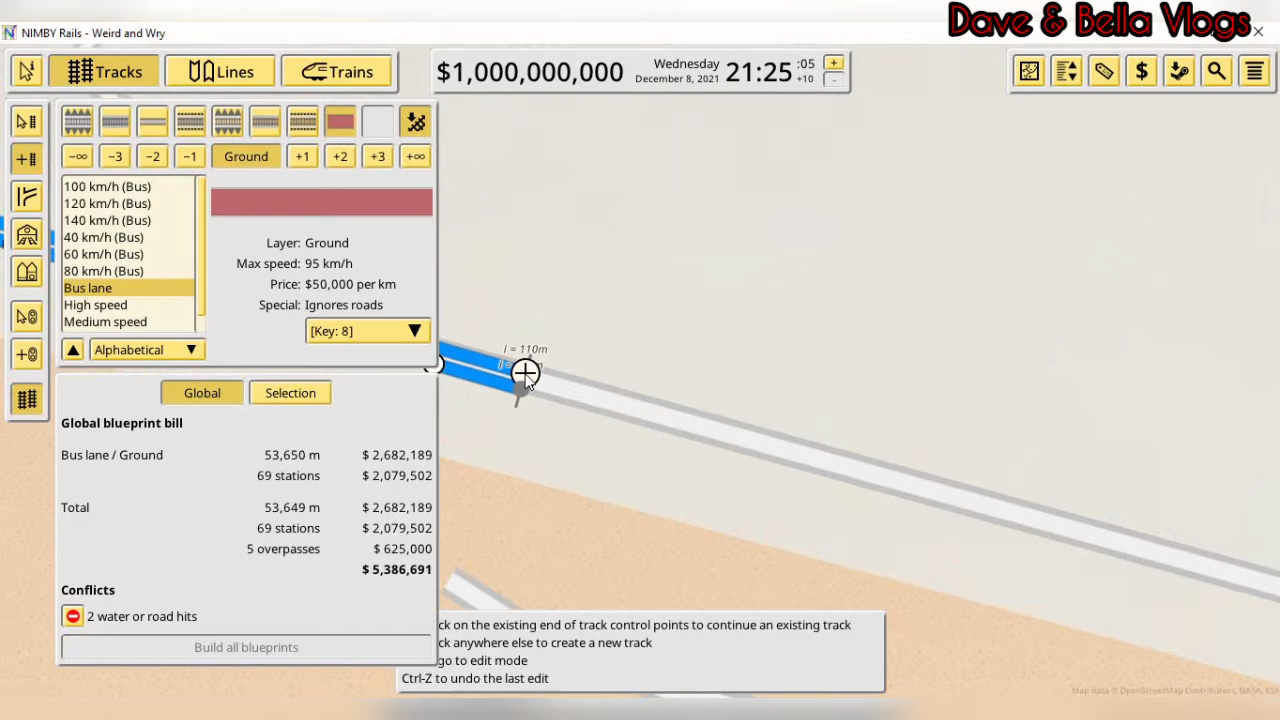 Dave & Bella Vlogs
NIMBY Rails - Weird and Wry
Tracks
Lines
Trains
$1,000,000,000
Wednesday
December 8, 2021
21:25
:05
+10
+
-
$
-∞
-3
-2
-1
Ground
+1
+2
+3
+∞
100 km/h (Bus)
120 km/h (Bus)
140 km/h (Bus)
40 km/h (Bus)
60 km/h (Bus)
80 km/h (Bus)
Bus lane
High speed
Medium speed
Alphabetical
Layer: Ground
Max speed: 95 km/h
Price: $50,000 per km
Special: Ignores roads
[Key: 8]
l = 110m
Global
Selection
Global blueprint bill
Bus lane / Ground 53,650 m $ 2,682,189
69 stations $ 2,079,502
Total 53,649 m $ 2,682,189
69 stations $ 2,079,502
5 overpasses $ 625,000
$ 5,386,691
Conflicts
2 water or road hits
Build all blueprints
ck on the existing end of track control points to continue an existing track
ck anywhere else to create a new track
go to edit mode
Ctrl-Z to undo the last edit
Map data © OpenStreetMap Contributors, NASA, ESA